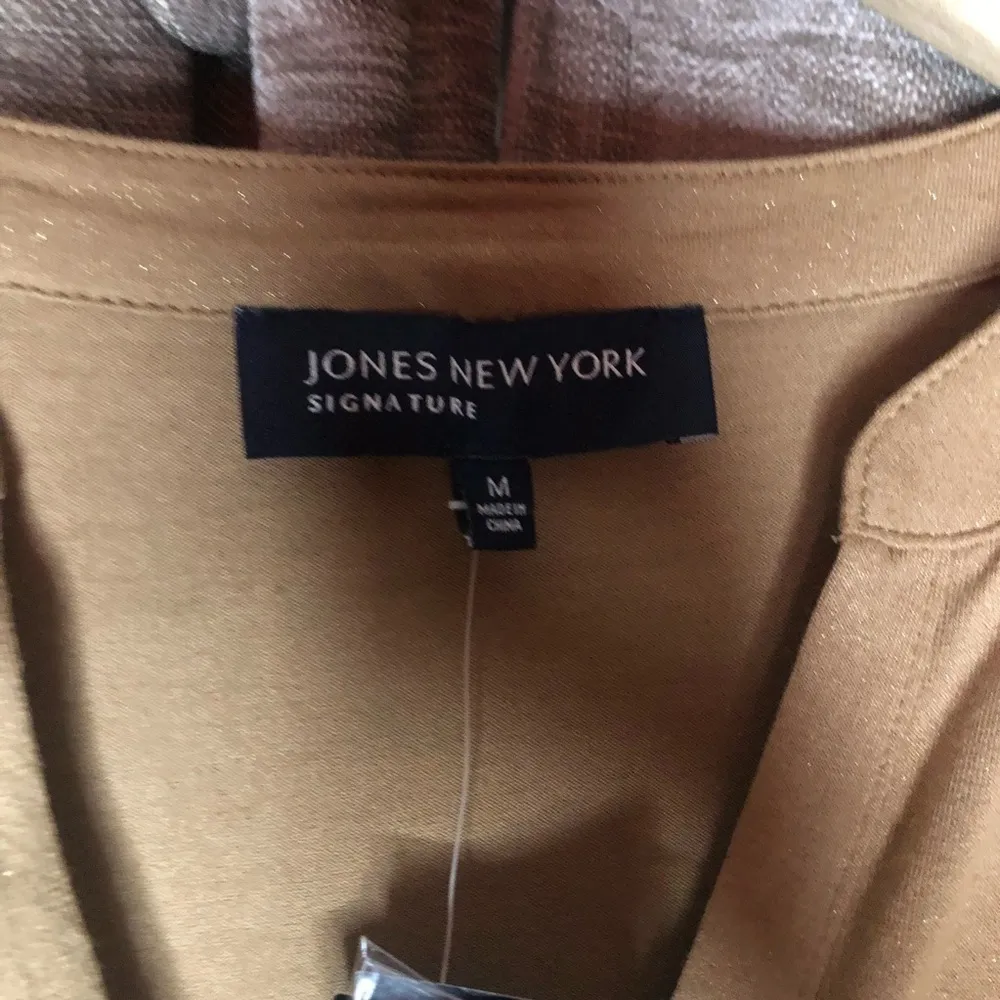 JONES NEW YORK
SIGNATURE
M
MADE IN
CHINA